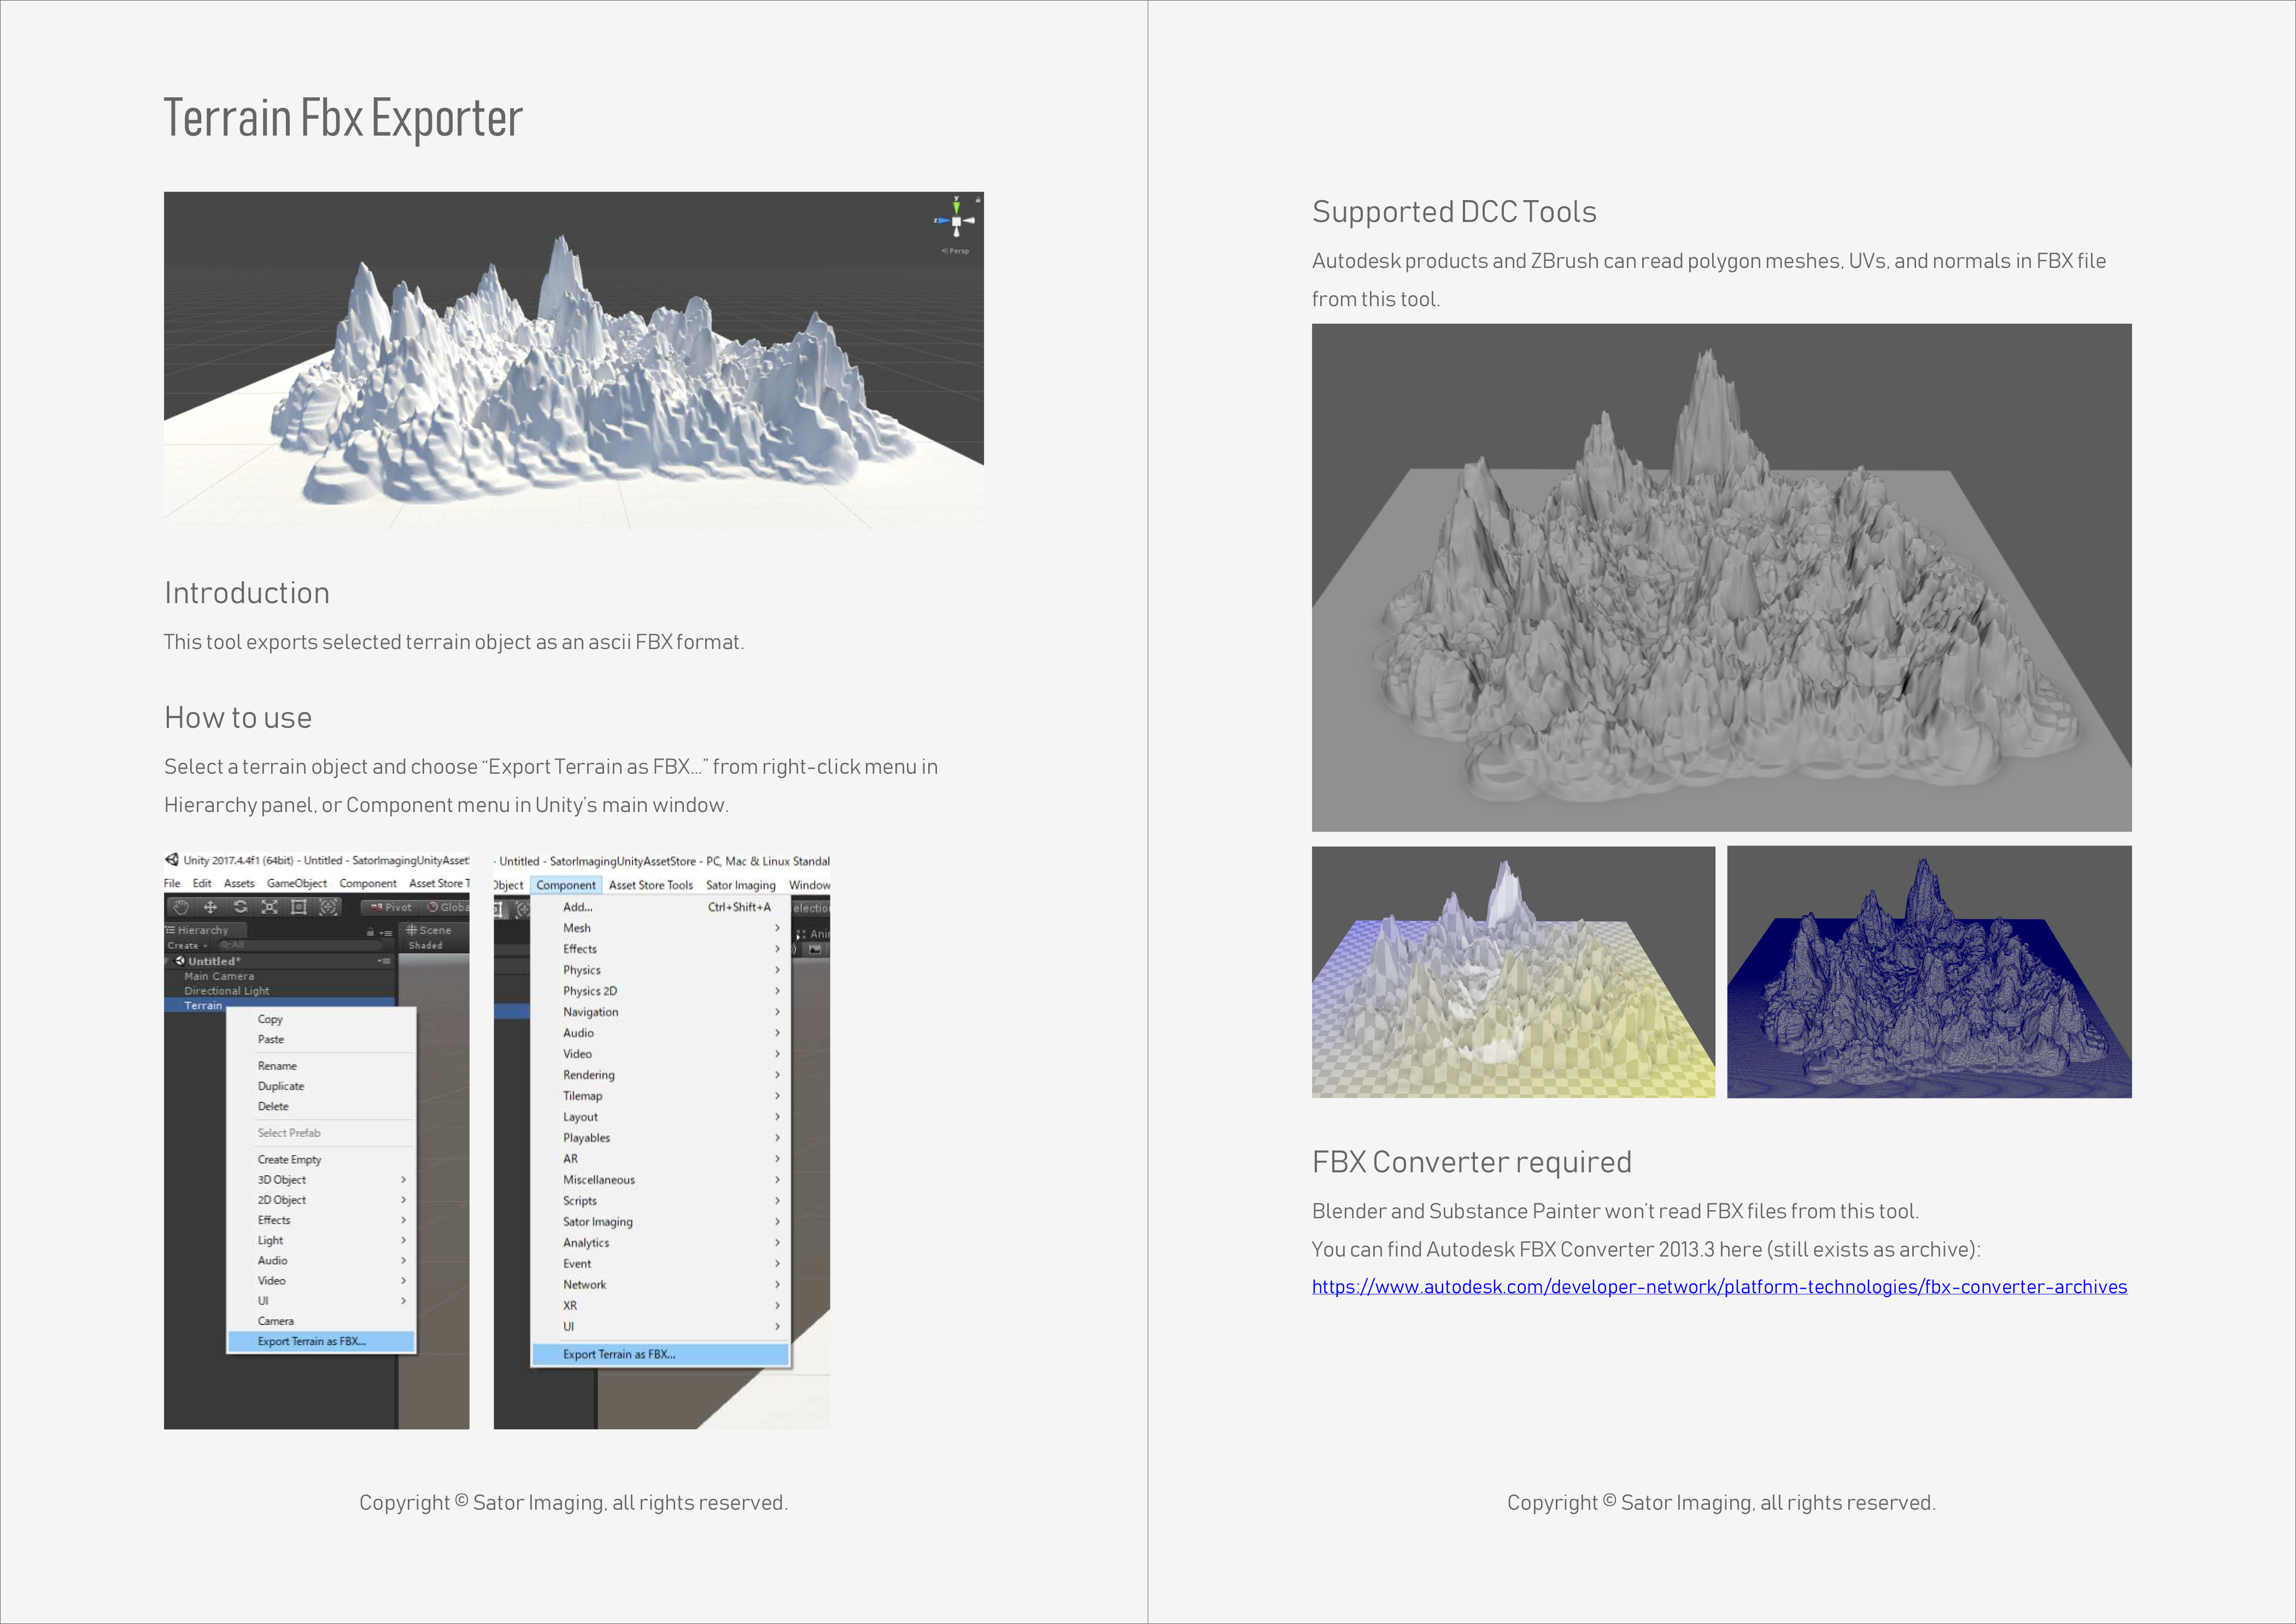 Terrain Fbx Exporter
y
z
Persp
Introduction
This tool exports selected terrain object as an ascii FBX format.
How to use
Select a terrain object and choose “Export Terrain as FBX...” from right-click menu in
Hierarchy panel, or Component menu in Unity’s main window.
Unity 2017.4.4f1 (64bit) - Untitled - SatorImagingUnityAsset
File Edit Assets GameObject Component Asset Store T
Pivot Globa
Hierarchy
Scene
Create
All
Shaded
Untitled*
Main Camera
Directional Light
Terrain
Copy
Paste
Rename
Duplicate
Delete
Select Prefab
Create Empty
3D Object
2D Object
Effects
Light
Audio
Video
UI
Camera
Export Terrain as FBX...
- Untitled - SatorImagingUnityAssetStore - PC, Mac & Linux Standal
Object Component Asset Store Tools Sator Imaging Window
Add... Ctrl+Shift+A
electio
Mesh
Ani
Effects
Physics
Physics 2D
Navigation
Audio
Video
Rendering
Tilemap
Layout
Playables
AR
Miscellaneous
Scripts
Sator Imaging
Analytics
Event
Network
XR
UI
Export Terrain as FBX...
Copyright © Sator Imaging, all rights reserved.
Supported DCC Tools
Autodesk products and ZBrush can read polygon meshes, UVs, and normals in FBX file
from this tool.
FBX Converter required
Blender and Substance Painter won’t read FBX files from this tool.
You can find Autodesk FBX Converter 2013.3 here (still exists as archive):
https://www.autodesk.com/developer-network/platform-technologies/fbx-converter-archives
Copyright © Sator Imaging, all rights reserved.